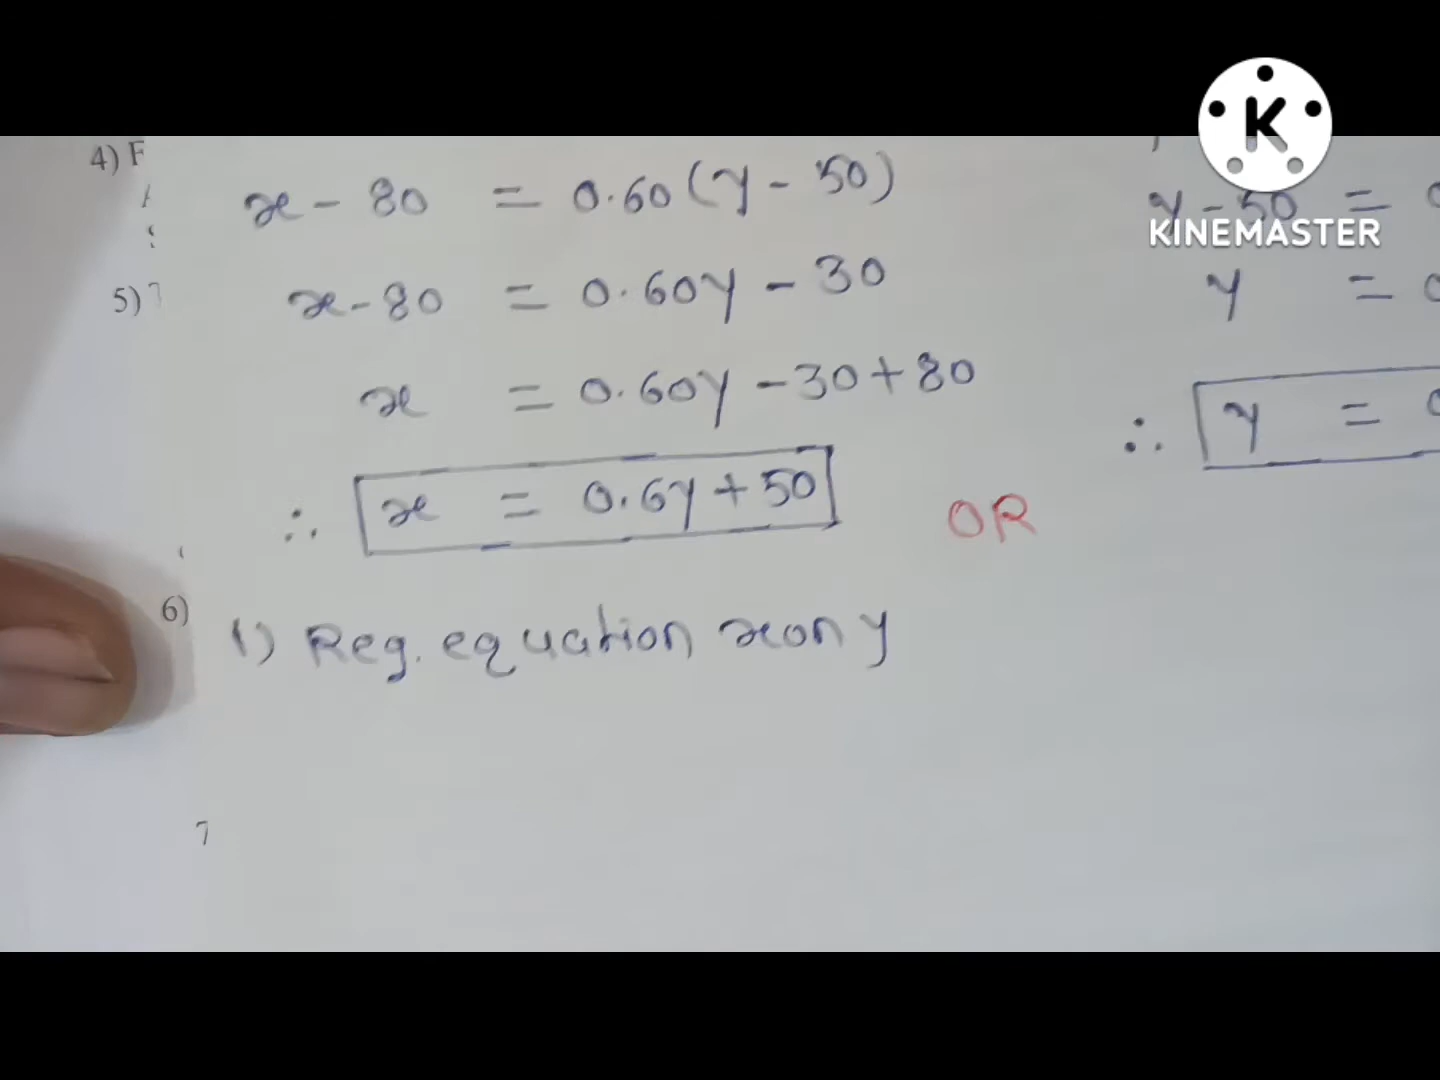 4) F
x - 80 = 0.60 (y - 50)
y - 50 =
KINEMASTER
5)
x - 80 = 0.60y - 30
y =
x = 0.60y - 30 + 80
∴ x = 0.6y + 50
OR
∴ y =
6)
1) Reg. equation x on y
7